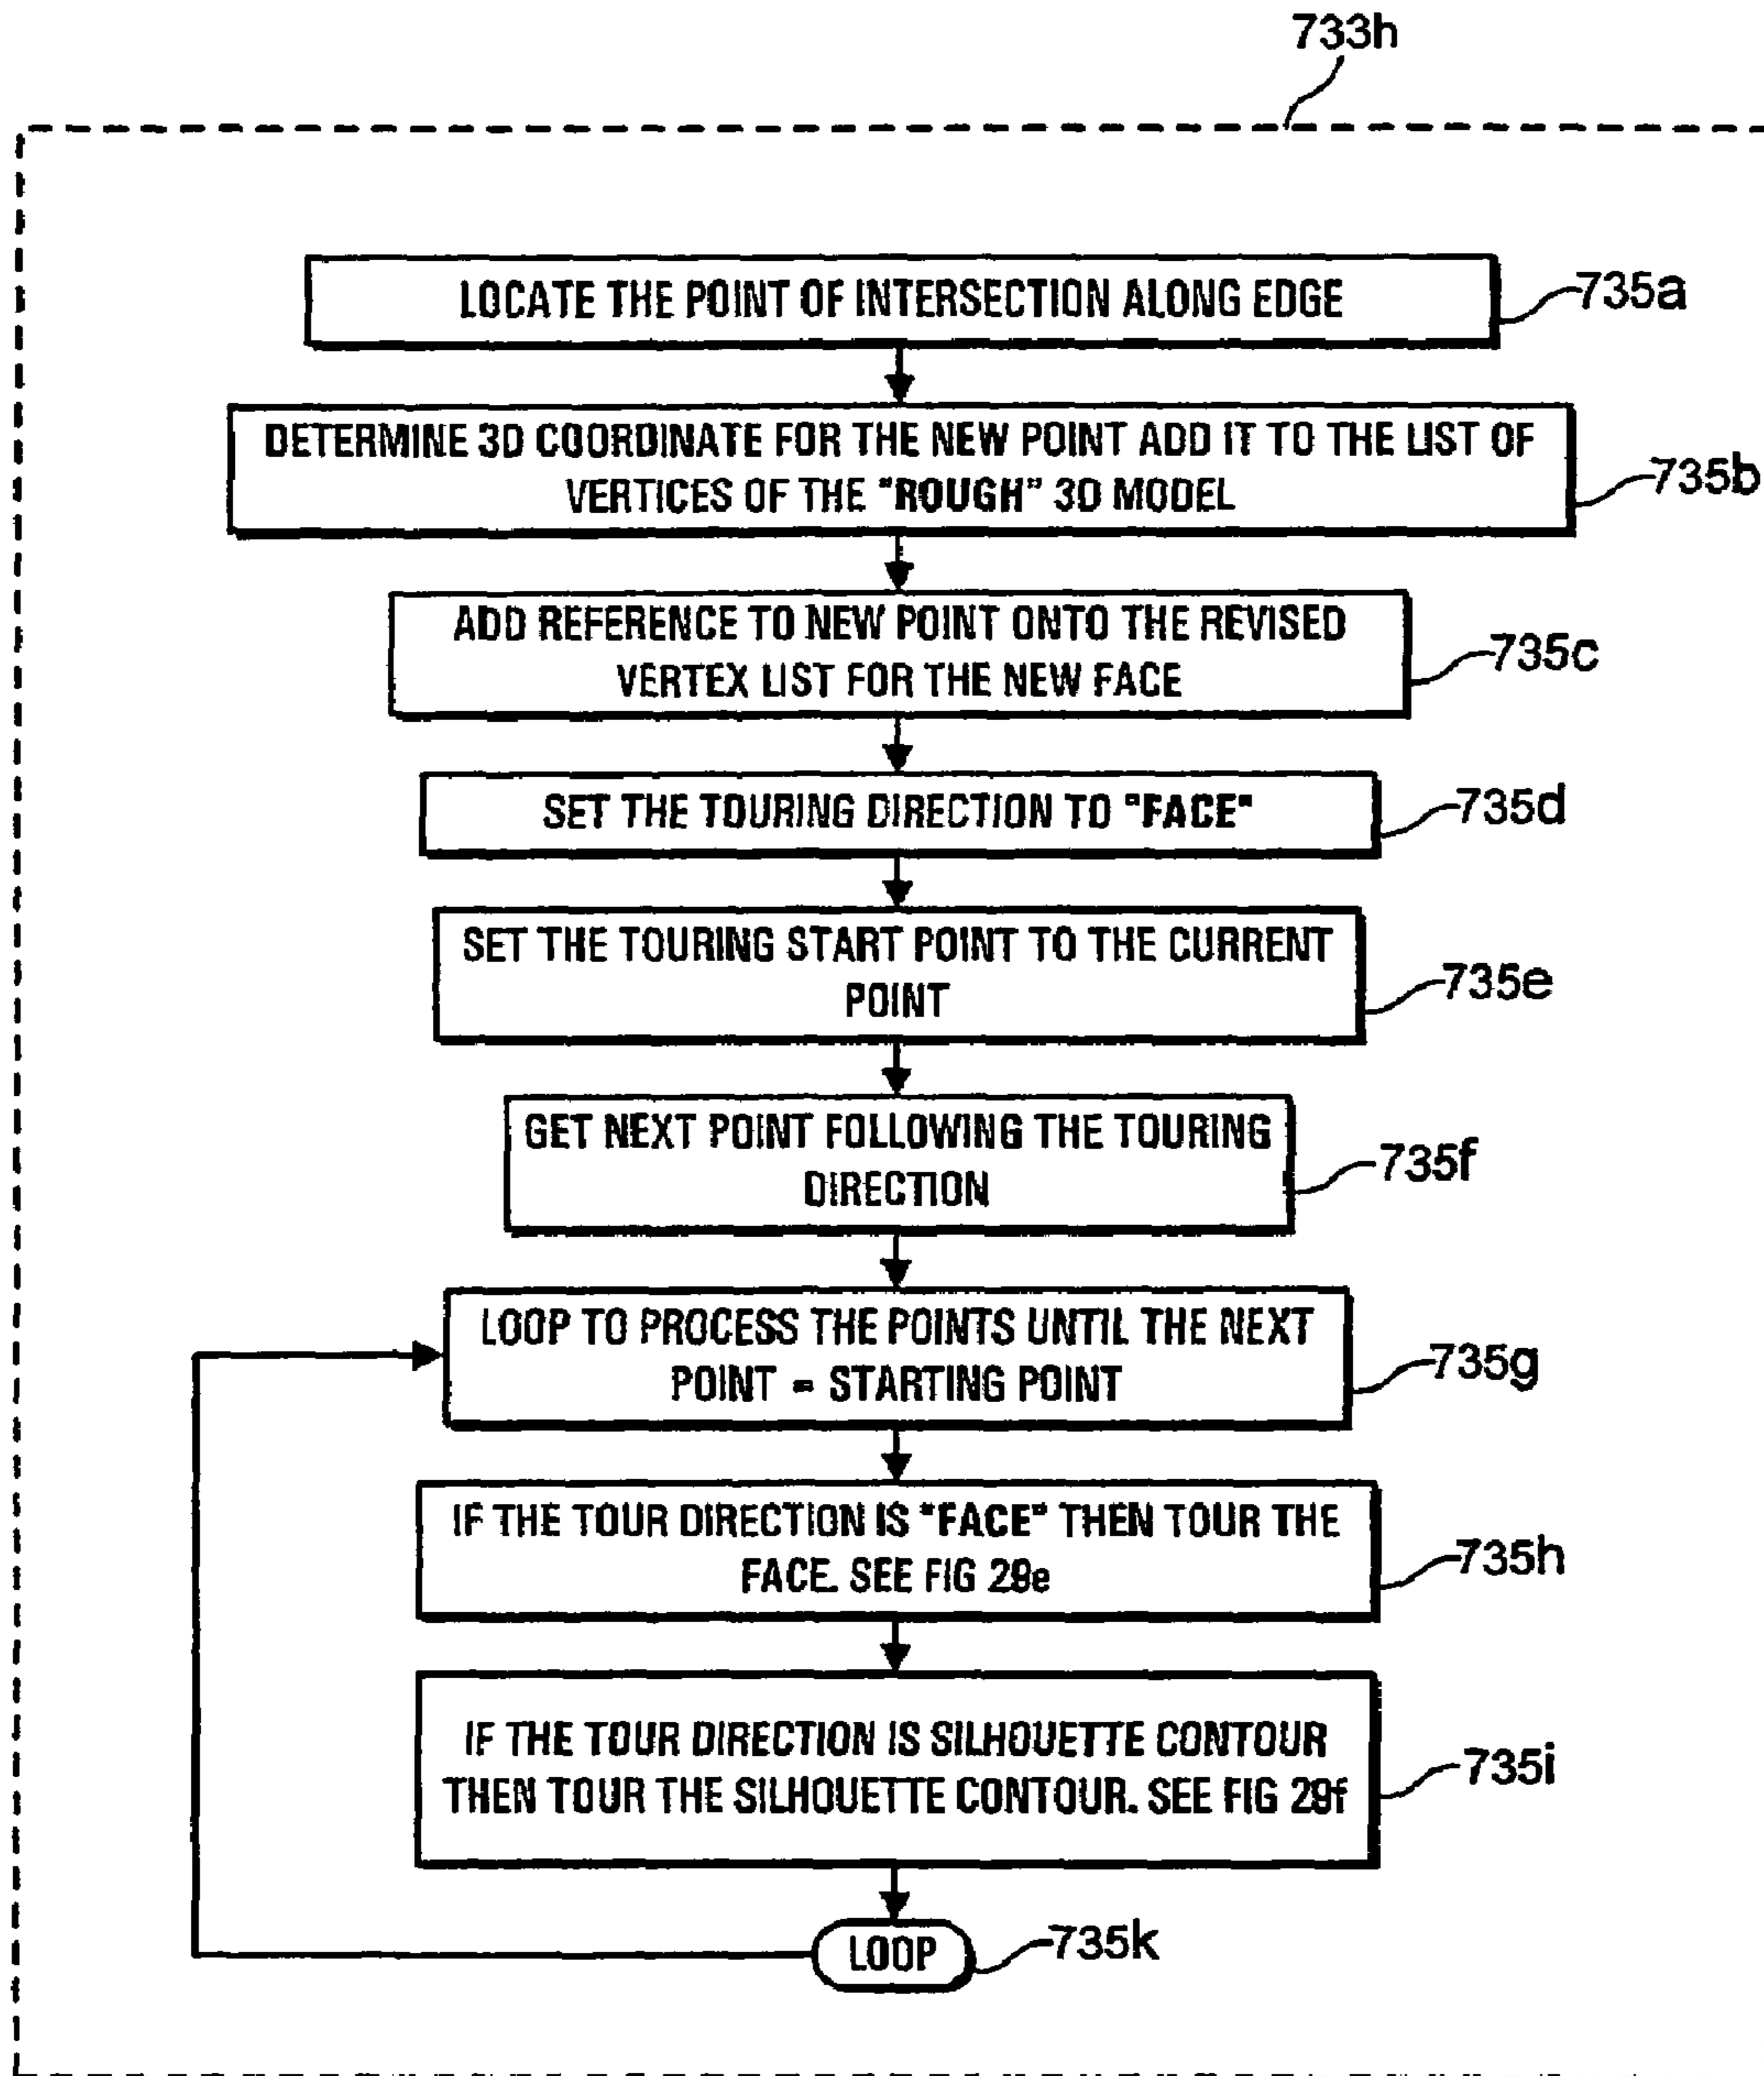 733h
LOCATE THE POINT OF INTERSECTION ALONG EDGE
735a
DETERMINE 3D COORDINATE FOR THE NEW POINT ADD IT TO THE LIST OF
VERTICES OF THE "ROUGH" 3D MODEL
735b
ADD REFERENCE TO NEW POINT ONTO THE REVISED
VERTEX LIST FOR THE NEW FACE
735c
SET THE TOURING DIRECTION TO "FACE"
735d
SET THE TOURING START POINT TO THE CURRENT
POINT
735e
GET NEXT POINT FOLLOWING THE TOURING
DIRECTION
735f
LOOP TO PROCESS THE POINTS UNTIL THE NEXT
POINT = STARTING POINT
735g
IF THE TOUR DIRECTION IS "FACE" THEN TOUR THE
FACE. SEE FIG 29e
735h
IF THE TOUR DIRECTION IS SILHOUETTE CONTOUR
THEN TOUR THE SILHOUETTE CONTOUR. SEE FIG 29f
735i
LOOP
735k